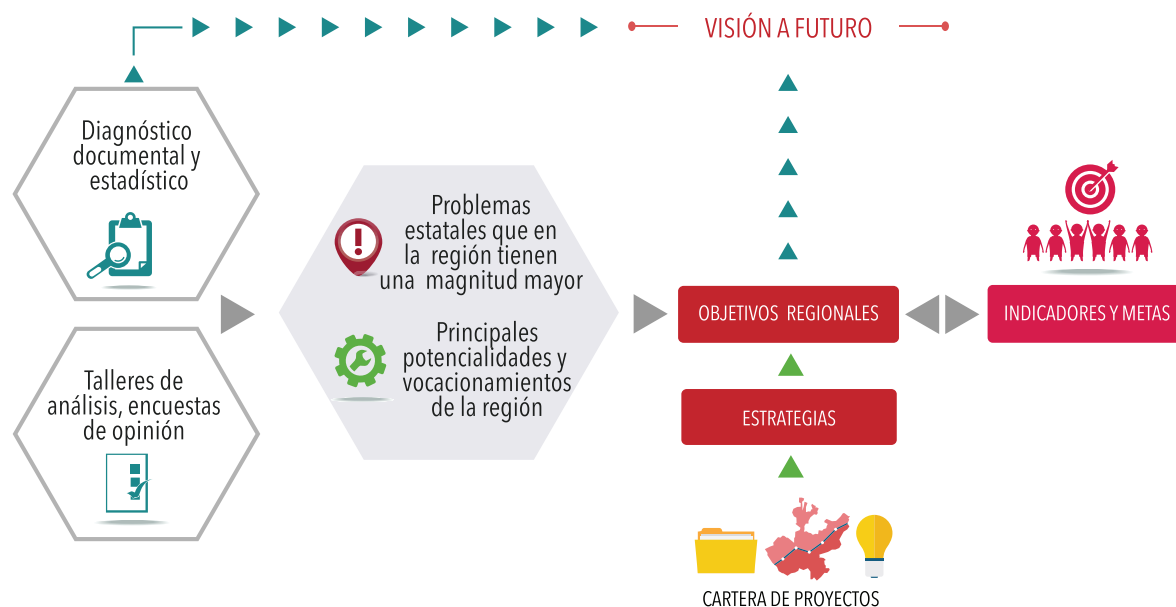 VISIÓN A FUTURO
Diagnóstico
documental y
estadístico
Talleres de
análisis, encuestas
de opinión
Problemas
estatales que en
la región tienen
una magnitud mayor
Principales
potencialidades y
vocacionamientos
de la región
OBJETIVOS REGIONALES
INDICADORES Y METAS
ESTRATEGIAS
CARTERA DE PROYECTOS